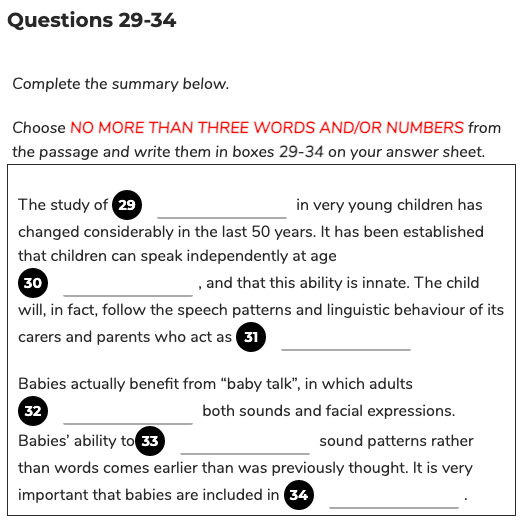 Questions 29-34
Complete the summary below.
Choose NO MORE THAN THREE WORDS AND/OR NUMBERS from
the passage and write them in boxes 29-34 on your answer sheet.
The study of 29 ______________ in very young children has
changed considerably in the last 50 years. It has been established
that children can speak independently at age
30 ______________ , and that this ability is innate. The child
will, in fact, follow the speech patterns and linguistic behaviour of its
carers and parents who act as 31 ______________
Babies actually benefit from “baby talk”, in which adults
32 ______________ both sounds and facial expressions.
Babies’ ability to 33 ______________ sound patterns rather
than words comes earlier than was previously thought. It is very
important that babies are included in 34 ______________ .